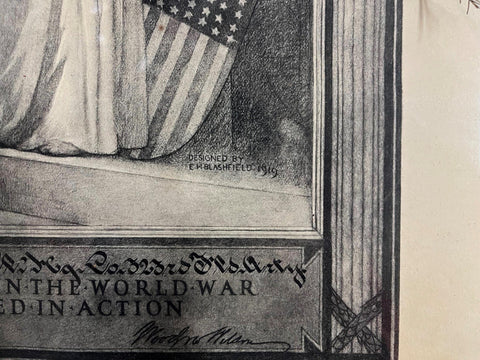 DESIGNED BY
E.H.BLASHFIELD 1919
N·THE·WORLD·WAR
ED·IN·ACTION
Woodrow Wilson